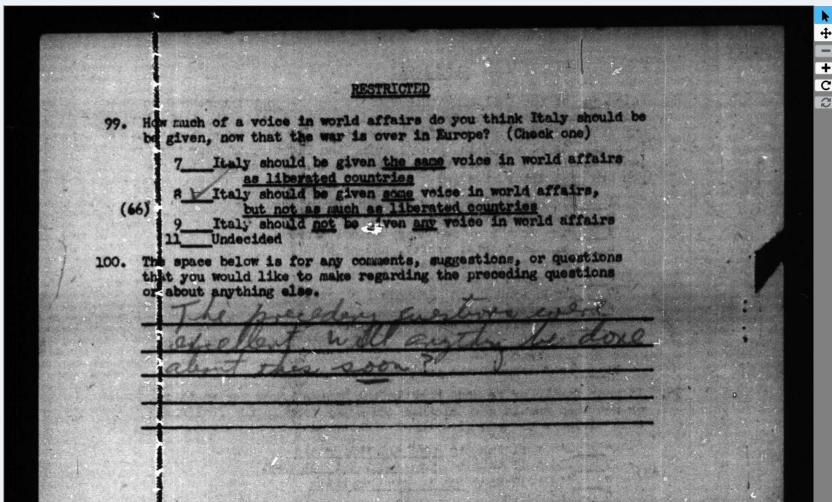 RESTRICTED
99. How much of a voice in world affairs do you think Italy should be
be given, now that the war is over in Europe? (Check one)
7___Italy should be given the same voice in world affairs
as liberated countries
8___Italy should be given some voice in world affairs,
(66) but not as much as liberated countries
9___Italy should not be given any voice in world affairs
11___Undecided
100. The space below is for any comments, suggestions, or questions
that you would like to make regarding the preceding questions
or about anything else.
The preceding questions were
excellent Will anything be done
about this soon?